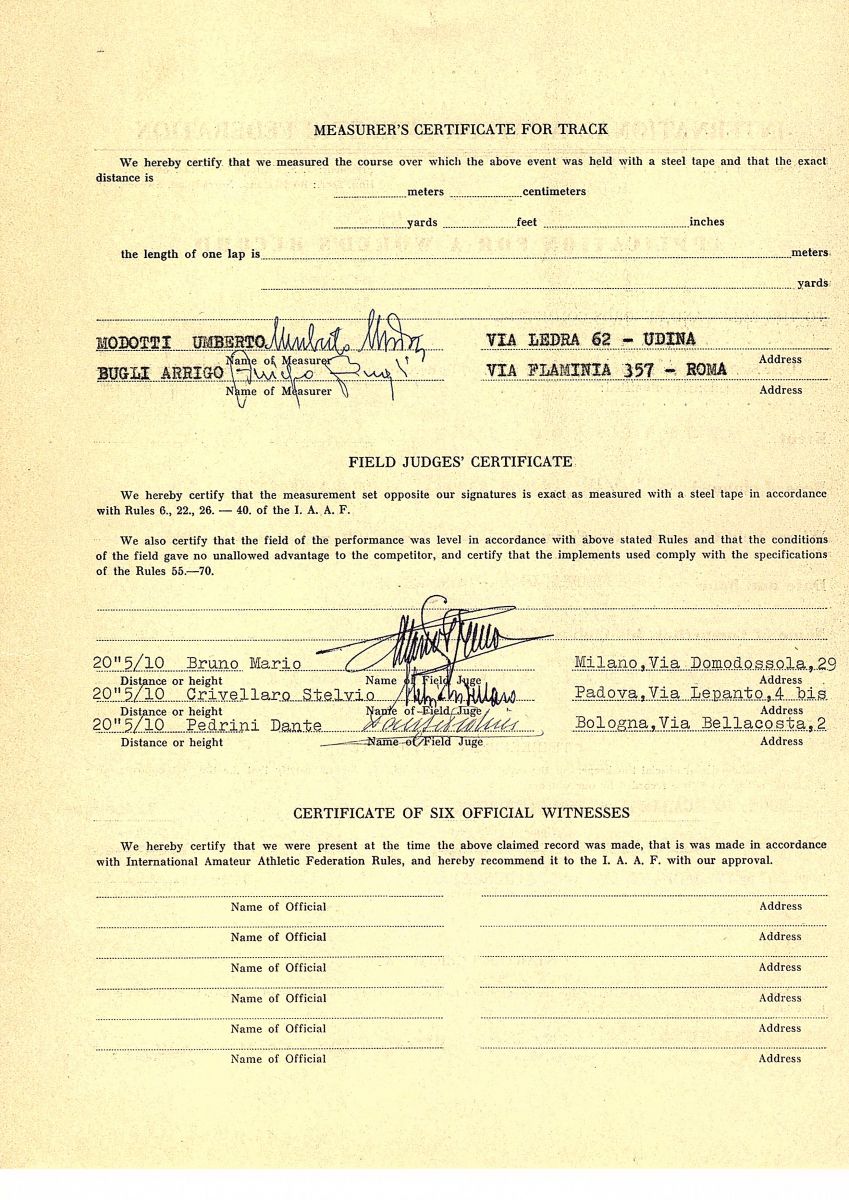 MEASURER'S CERTIFICATE FOR TRACK
We hereby certify that we measured the course over which the above event was held with a steel tape and that the exact
distance is
meters centimeters
yards feet inches
the length of one lap is meters
yards
MODOTTI UMBERTO VIA LEDRA 62 - UDINA
Name of Measurer Address
BUGLI ARRIGO VIA FLAMINIA 357 - ROMA
Name of Measurer Address
FIELD JUDGES' CERTIFICATE
We hereby certify that the measurement set opposite our signatures is exact as measured with a steel tape in accordance
with Rules 6., 22., 26. — 40. of the I. A. A. F.
We also certify that the field of the performance was level in accordance with above stated Rules and that the conditions
of the field gave no unallowed advantage to the competitor, and certify that the implements used comply with the specifications
of the Rules 55.—70.
20"5/10 Bruno Mario Milano,Via Domodossola,29
Distance or height Name of Field Juge Address
20"5/10 Crivellaro Stelvio Padova,Via Lepanto,4 bis
Distance or height Name of Field Juge Address
20"5/10 Pedrini Dante Bologna,Via Bellacosta,2
Distance or height Name of Field Juge Address
CERTIFICATE OF SIX OFFICIAL WITNESSES
We hereby certify that we were present at the time the above claimed record was made, that is was made in accordance
with International Amateur Athletic Federation Rules, and hereby recommend it to the I. A. A. F. with our approval.
Name of Official Address
Name of Official Address
Name of Official Address
Name of Official Address
Name of Official Address
Name of Official Address